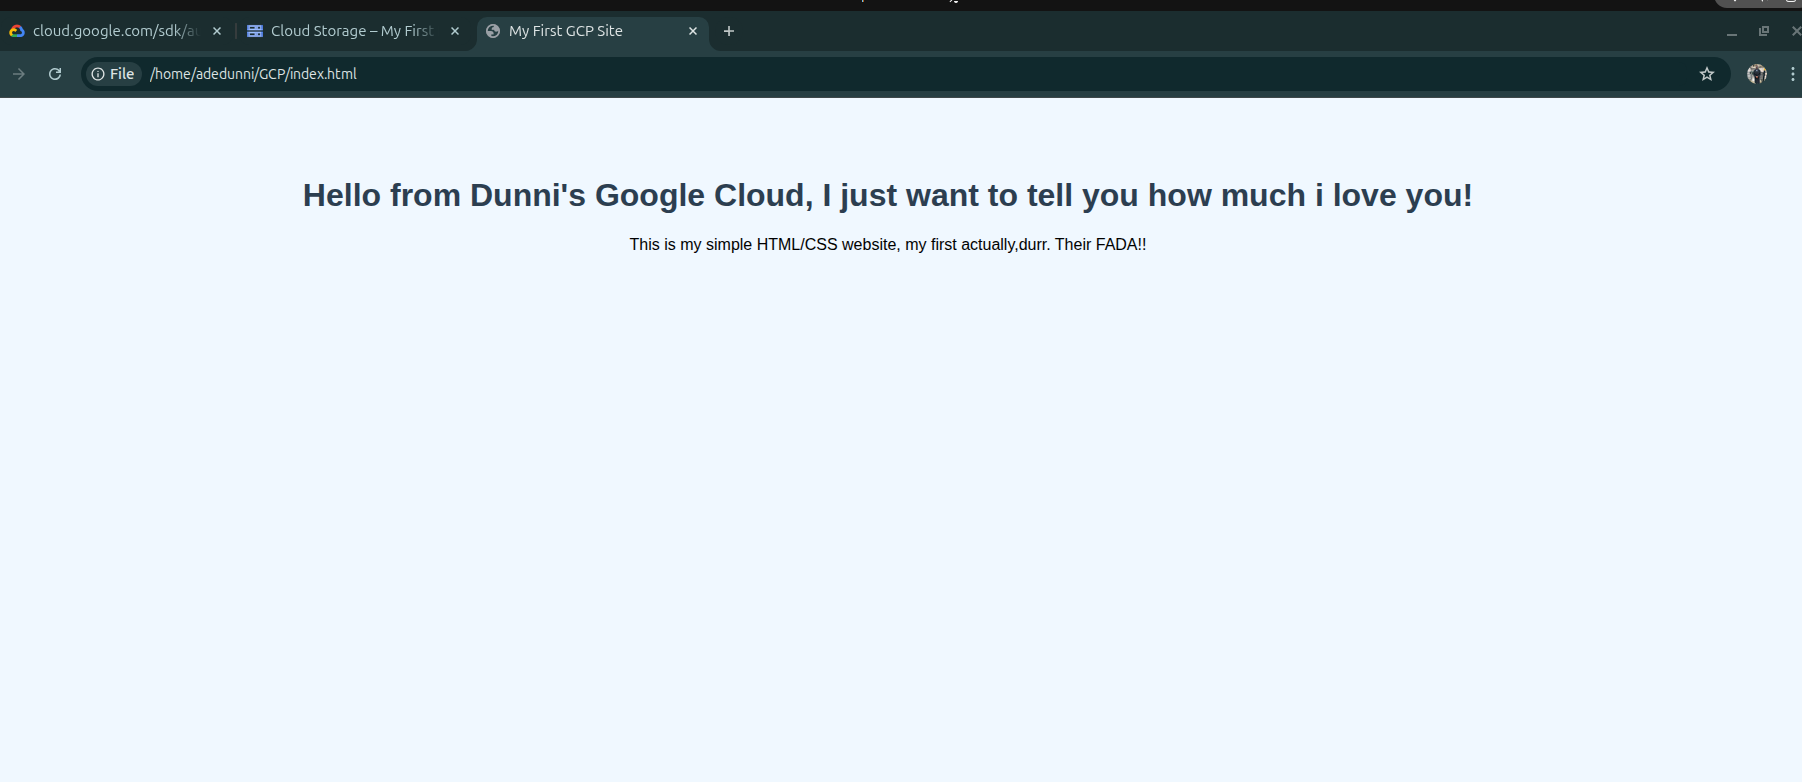 cloud.google.com/sdk/a
Cloud Storage – My First
My First GCP Site
File
/home/adedunni/GCP/index.html
Hello from Dunni's Google Cloud, I just want to tell you how much i love you!
This is my simple HTML/CSS website, my first actually,durr. Their FADA!!